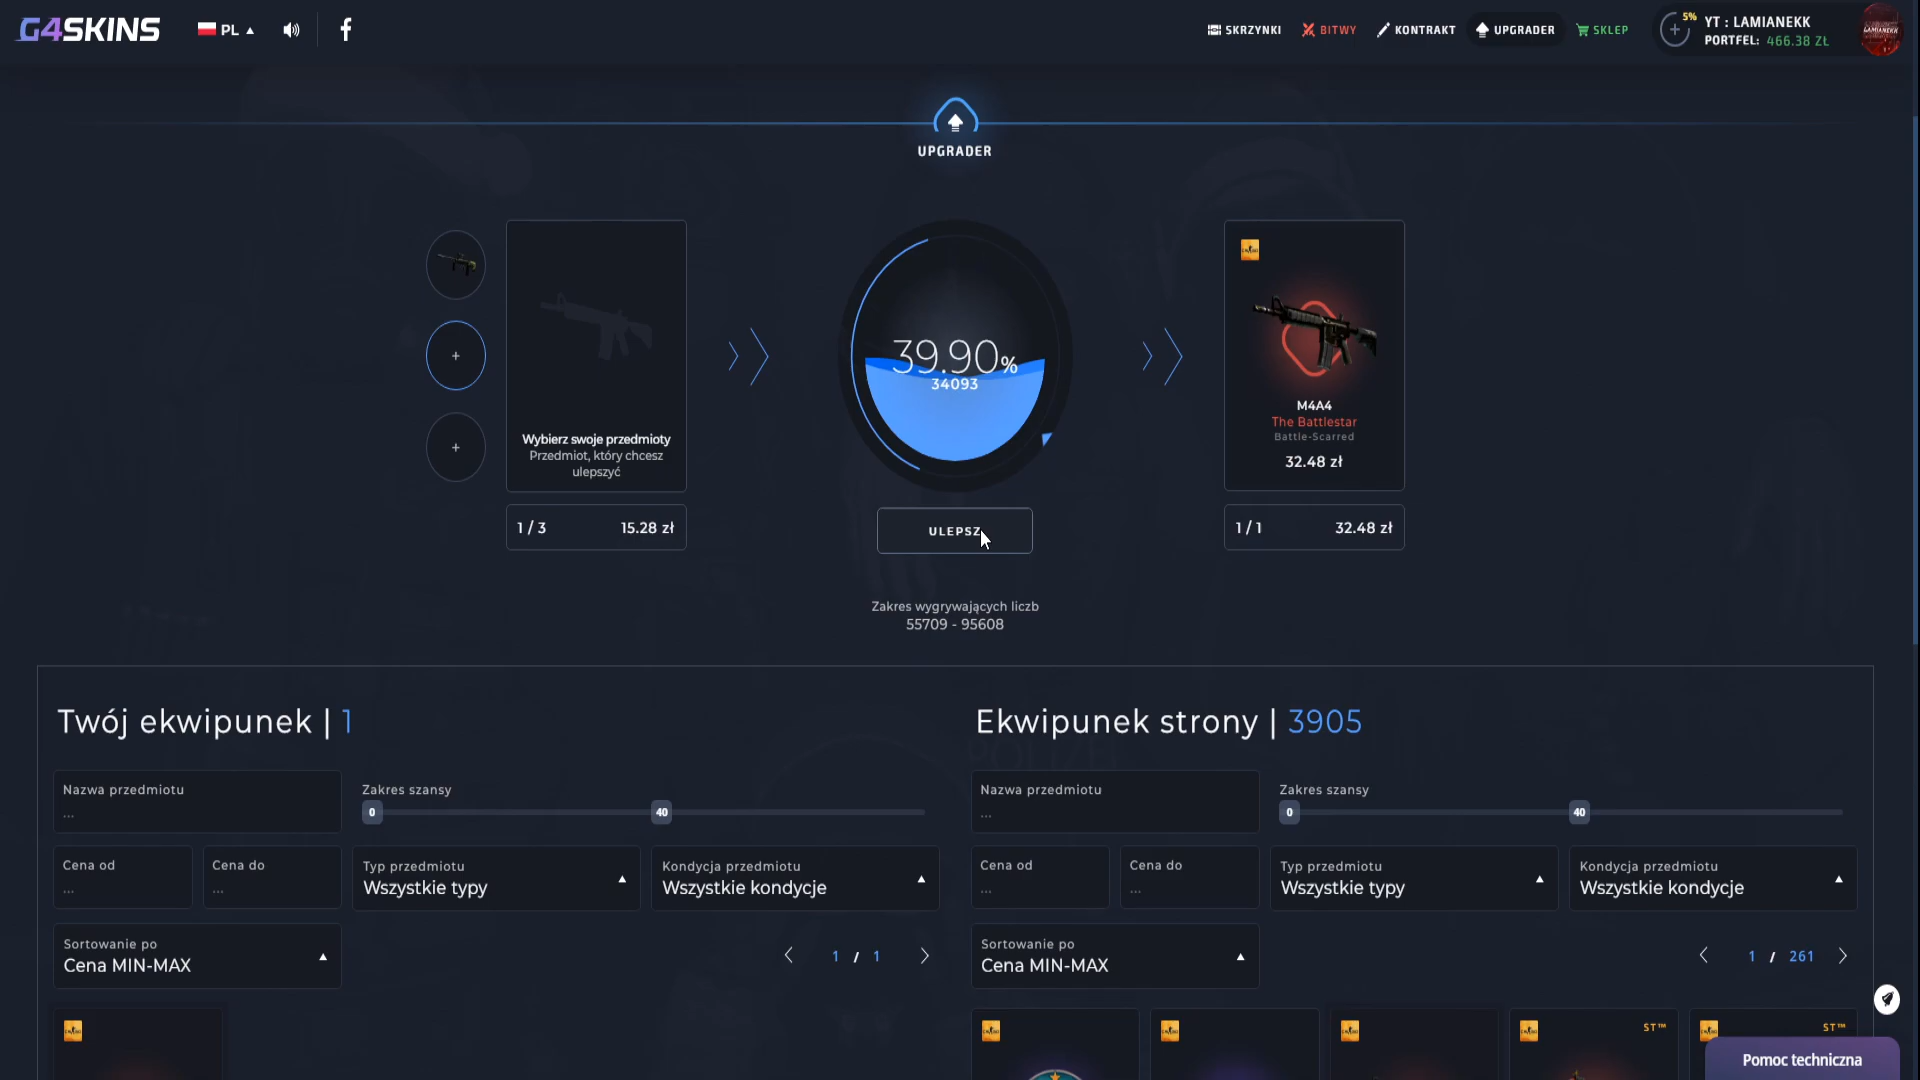 G4SKINS
PL
SKRZYNKI
BITWY
KONTRAKT
UPGRADER
SKLEP
5%
YT : LAMIANEKK
PORTFEL: 466.38 ZŁ
LAMIANEKK
UPGRADER
Wybierz swoje przedmioty
Przedmiot, który chcesz
ulepszyć
1 / 3
15.28 zł
39.90%
34093
ULEPSZ
Zakres wygrywających liczb
55709 - 95608
M4A4
The Battlestar
Battle-Scarred
32.48 zł
1 / 1
32.48 zł
Twój ekwipunek | 1
Nazwa przedmiotu
...
Zakres szansy
0
40
Cena od
...
Cena do
...
Typ przedmiotu
Wszystkie typy
Kondycja przedmiotu
Wszystkie kondycje
Sortowanie po
Cena MIN-MAX
1 / 1
Ekwipunek strony | 3905
Nazwa przedmiotu
...
Zakres szansy
0
40
Cena od
...
Cena do
...
Typ przedmiotu
Wszystkie typy
Kondycja przedmiotu
Wszystkie kondycje
Sortowanie po
Cena MIN-MAX
1 / 261
ST™
ST™
Pomoc techniczna